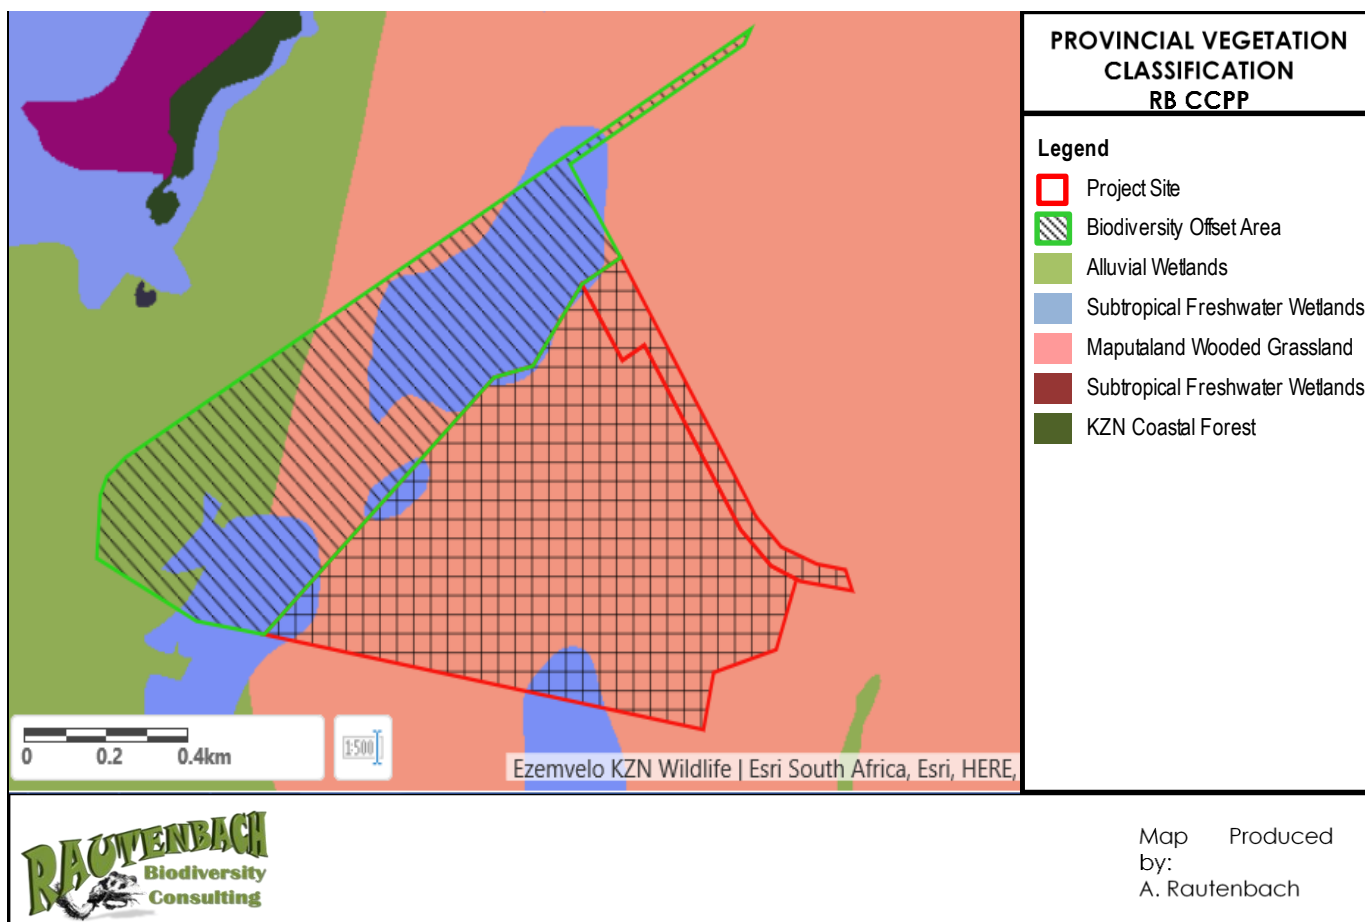 PROVINCIAL VEGETATION
CLASSIFICATION
RB CCPP
Legend
Project Site
Biodiversity Offset Area
Alluvial Wetlands
Subtropical Freshwater Wetlands
Maputaland Wooded Grassland
Subtropical Freshwater Wetlands
KZN Coastal Forest
0 0.2 0.4km
1:500
Ezemvelo KZN Wildlife | Esri South Africa, Esri, HERE,
RAUTENBACH
Biodiversity
Consulting
Map Produced
by:
A. Rautenbach